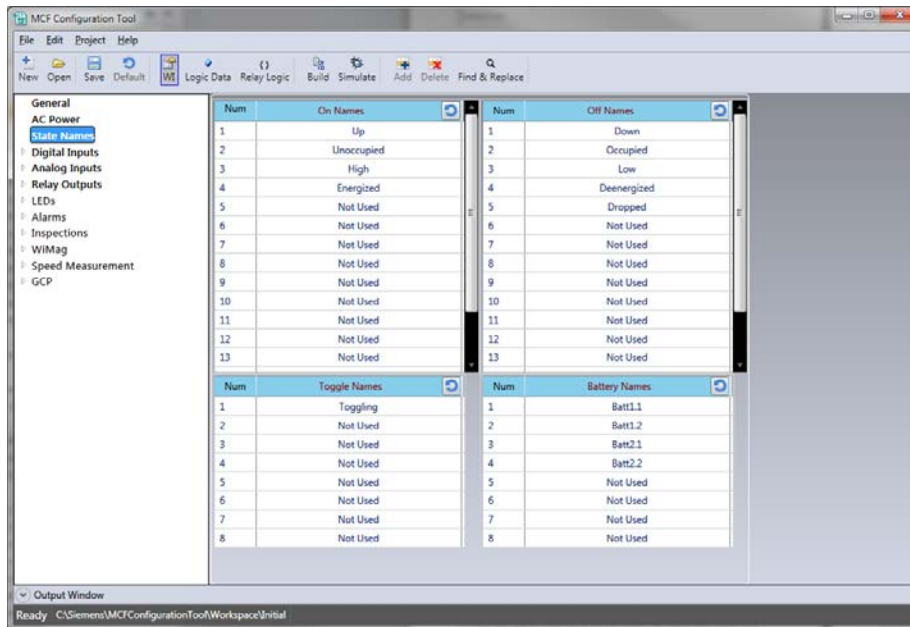 MCF Configuration Tool
File Edit Project Help
New Open Save Default WI Logic Data Relay Logic Build Simulate Add Delete Find & Replace
General
AC Power
State Names
Digital Inputs
Analog Inputs
Relay Outputs
LEDs
Alarms
Inspections
WiMag
Speed Measurement
GCP
Num On Names
1 Up
2 Unoccupied
3 High
4 Energized
5 Not Used
6 Not Used
7 Not Used
8 Not Used
9 Not Used
10 Not Used
11 Not Used
12 Not Used
13 Not Used
Num Off Names
1 Down
2 Occupied
3 Low
4 Deenergized
5 Dropped
6 Not Used
7 Not Used
8 Not Used
9 Not Used
10 Not Used
11 Not Used
12 Not Used
13 Not Used
Num Toggle Names
1 Toggling
2 Not Used
3 Not Used
4 Not Used
5 Not Used
6 Not Used
7 Not Used
8 Not Used
Num Battery Names
1 Batt1.1
2 Batt1.2
3 Batt2.1
4 Batt2.2
5 Not Used
6 Not Used
7 Not Used
8 Not Used
Output Window
Ready C:\Siemens\MCFConfigurationTool\Workspace\Initial